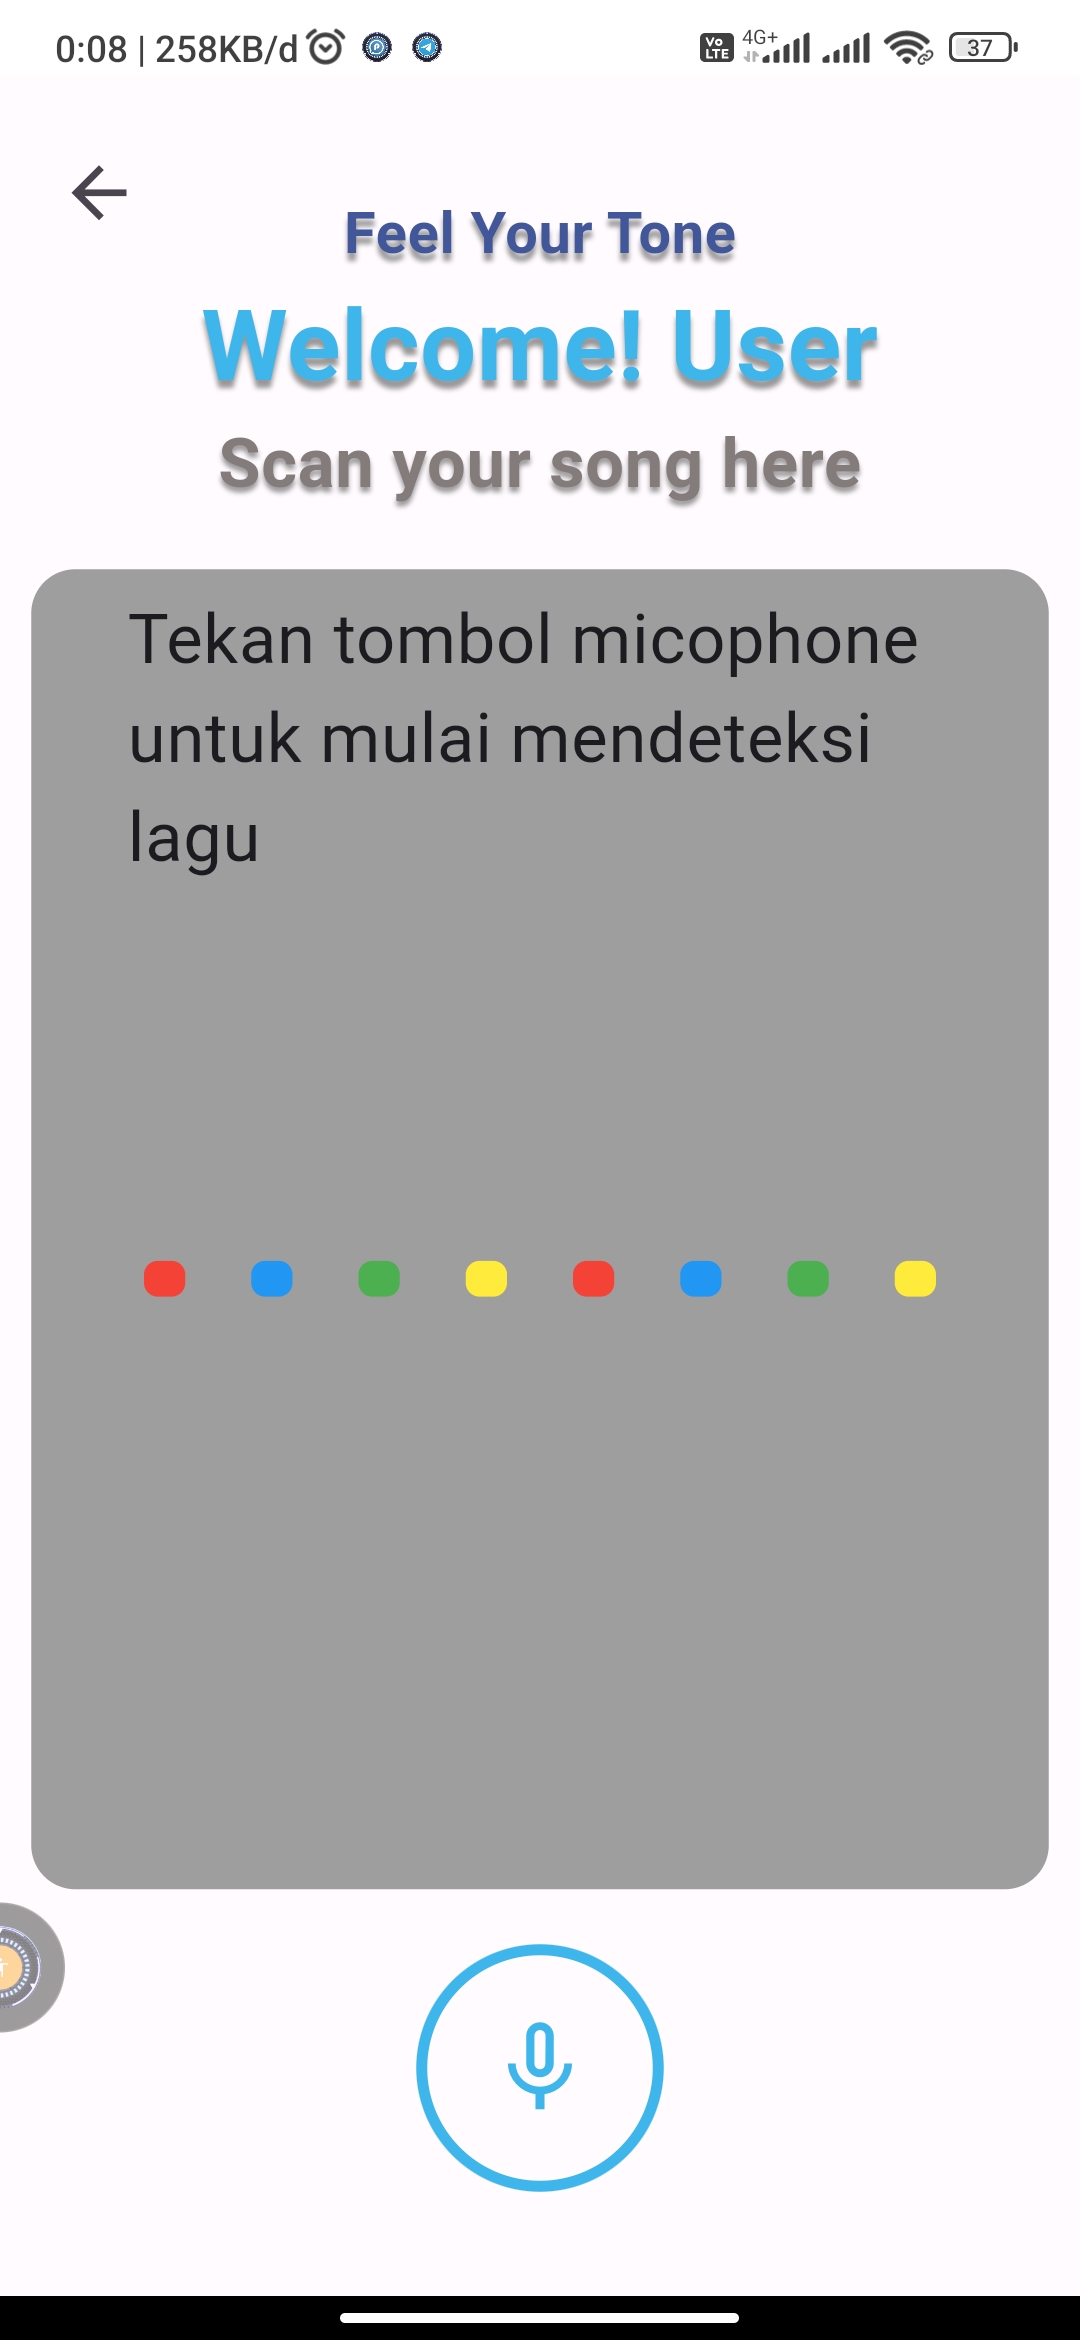 0:08 | 258KB/d
Vo LTE 4G+ 37
Feel Your Tone
Welcome! User
Scan your song here
Tekan tombol micophone
untuk mulai mendeteksi
lagu